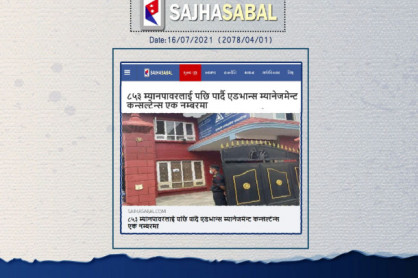 SAJHASABAL
Date:16/07/2021 (2078/04/01)
SAJHASABAL
८५३ म्यानपावरलाई पछि पार्दै एडभान्स म्यानेजमेन्ट
कन्सल्टेन्स एक नम्बरमा
SAJHASABAL.COM
८५३ म्यानपावरलाई पछि पार्दै एडभान्स म्यानेजमेन्ट कन्सल्टेन्स
एक नम्बरमा